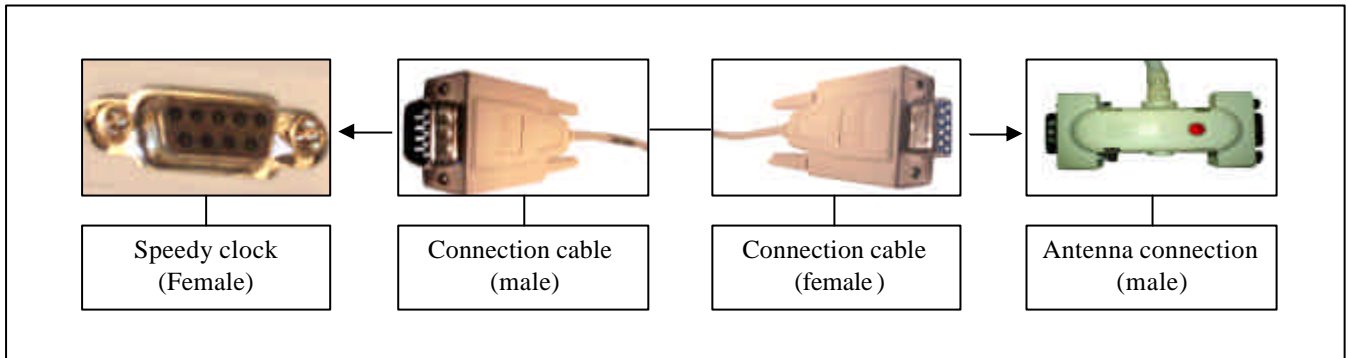 Speedy clock
(Female)
Connection cable
(male)
Connection cable
(female )
Antenna connection
(male)